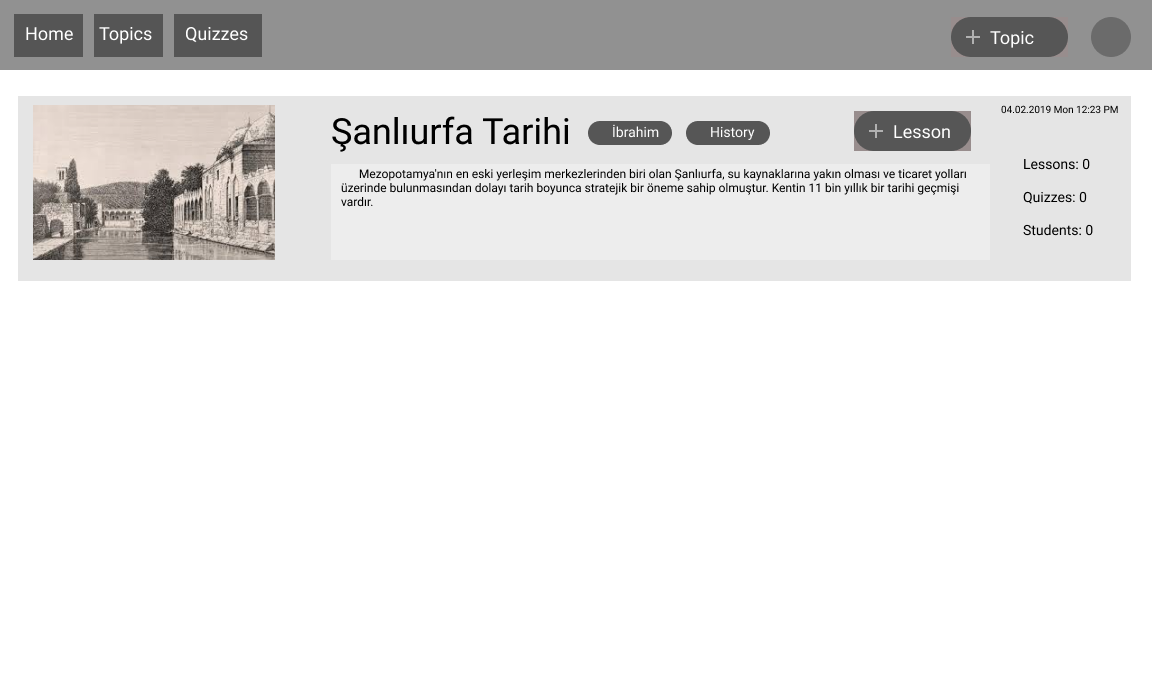 Home Topics Quizzes + Topic
04.02.2019 Mon 12:23 PM
Şanlıurfa Tarihi İbrahim History + Lesson
Mezopotamya'nın en eski yerleşim merkezlerinden biri olan Şanlıurfa, su kaynaklarına yakın olması ve ticaret yolları
üzerinde bulunmasından dolayı tarih boyunca stratejik bir öneme sahip olmuştur. Kentin 11 bin yıllık bir tarihi geçmişi
vardır.
Lessons: 0
Quizzes: 0
Students: 0